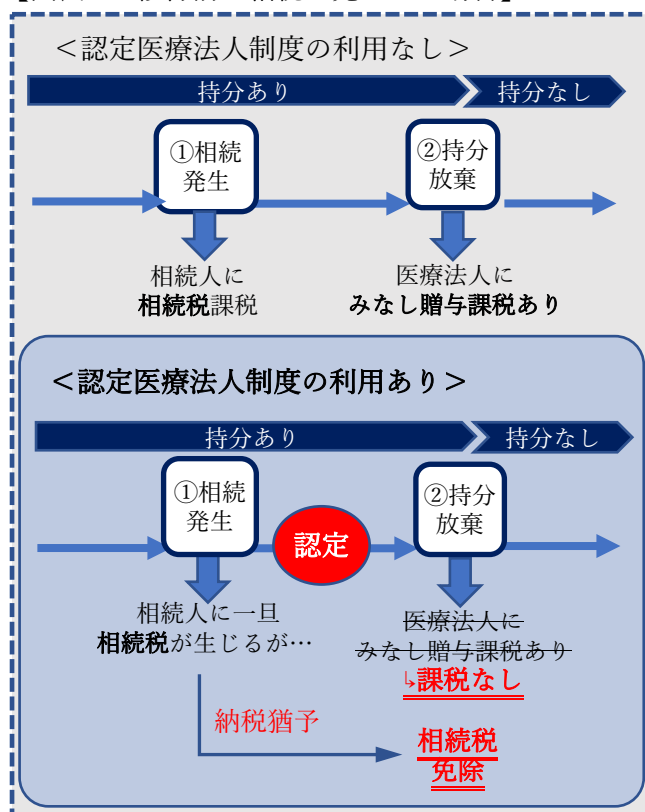 ＜認定医療法人制度の利用なし＞
持分あり
持分なし
①相続
発生
②持分
放棄
相続人に
相続税課税
医療法人に
みなし贈与課税あり
＜認定医療法人制度の利用あり＞
持分あり
持分なし
①相続
発生
認定
②持分
放棄
相続人に一旦
相続税が生じるが…
医療法人に
みなし贈与課税あり
↳課税なし
納税猶予
相続税
免除